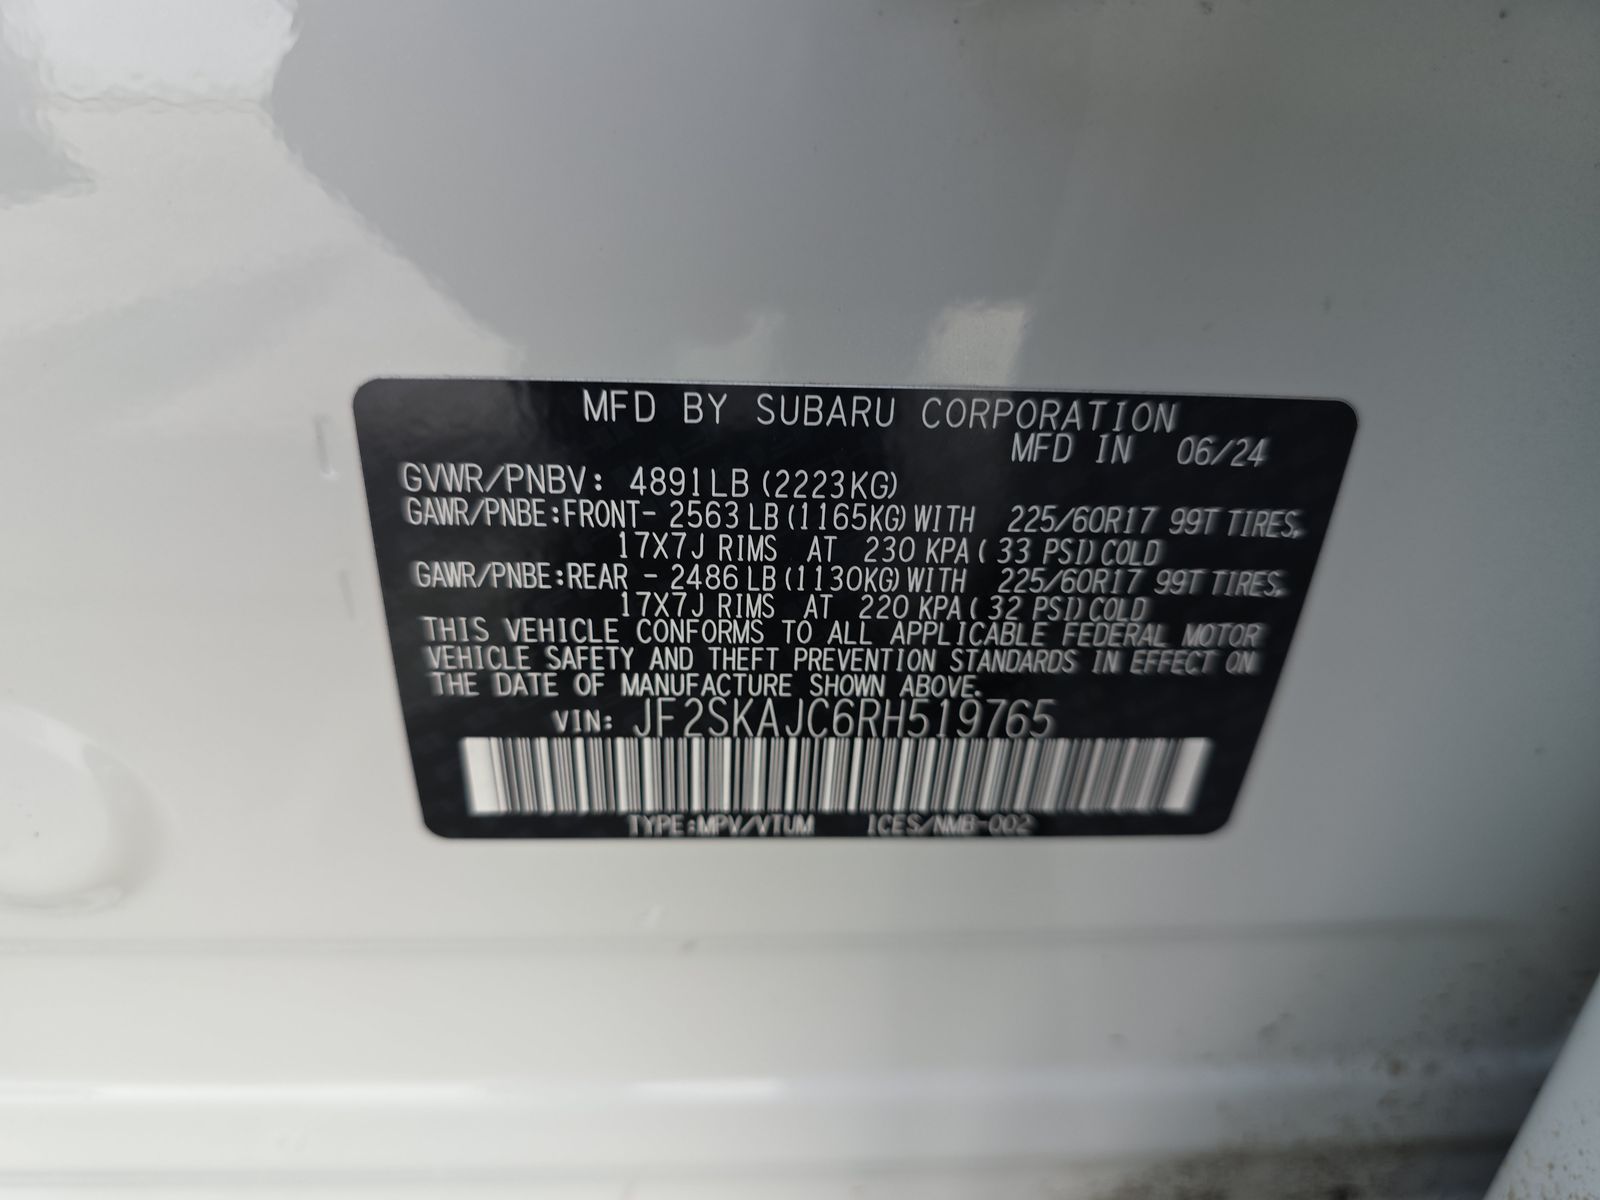 MFD BY SUBARU CORPORATION
MFD IN 06/24
GVWR/PNBV: 4891LB (2223KG)
GAWR/PNBE:FRONT- 2563 LB (1165KG) WITH 225/60R17 99T TIRES,
17X7J RIMS AT 230 KPA ( 33 PSI) COLD
GAWR/PNBE:REAR - 2486 LB (1130KG) WITH 225/60R17 99T TIRES,
17X7J RIMS AT 220 KPA ( 32 PSI) COLD
THIS VEHICLE CONFORMS TO ALL APPLICABLE FEDERAL MOTOR
VEHICLE SAFETY AND THEFT PREVENTION STANDARDS IN EFFECT ON
THE DATE OF MANUFACTURE SHOWN ABOVE.
VIN: JF2SKAJC6RH519765
TYPE:MPV/VTUM ICES/NMB-002